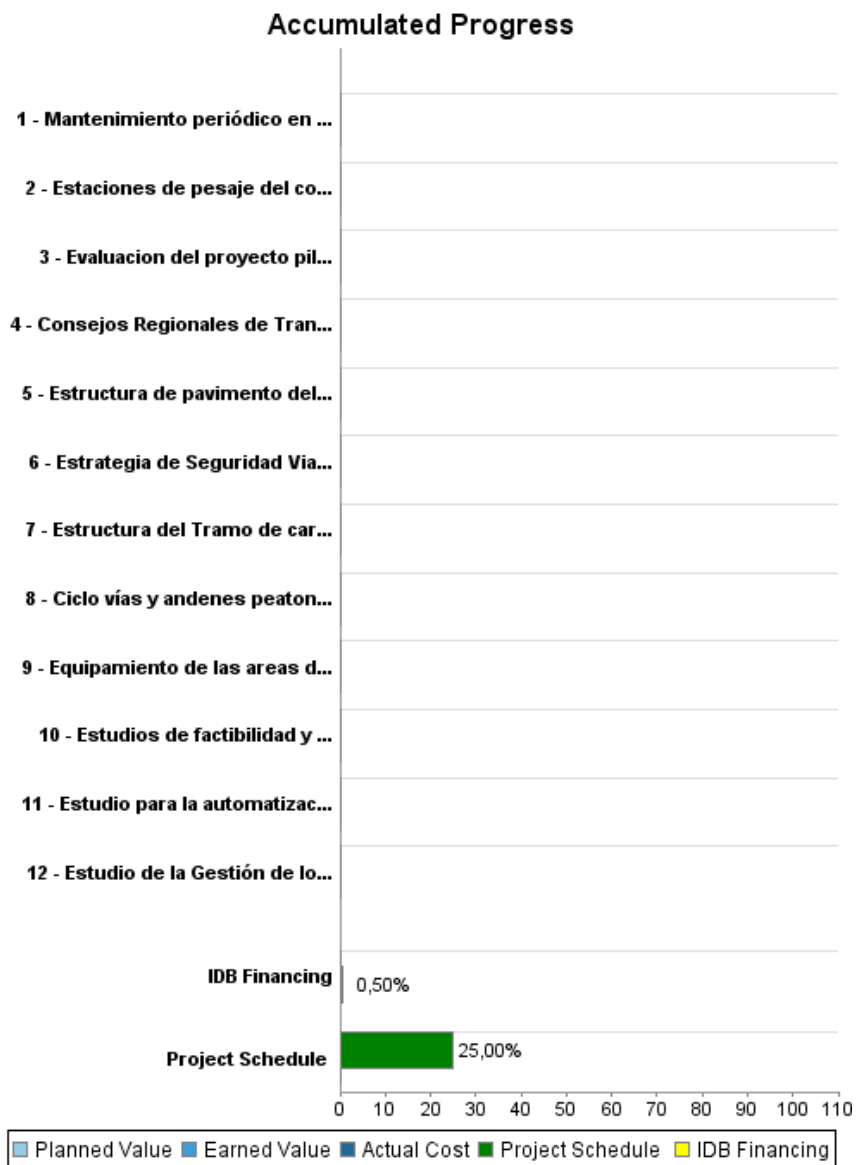 Accumulated Progress
1 - Mantenimiento periódico en ...
2 - Estaciones de pesaje del co...
3 - Evaluacion del proyecto pil...
4 - Consejos Regionales de Tran...
5 - Estructura de pavimento del...
6 - Estrategia de Seguridad Via...
7 - Estructura del Tramo de car...
8 - Ciclo vías y andenes peaton...
9 - Equipamiento de las areas d...
10 - Estudios de factibilidad y ...
11 - Estudio para la automatizac...
12 - Estudio de la Gestión de lo...
IDB Financing 0,50%
Project Schedule 25,00%
0 10 20 30 40 50 60 70 80 90 100 110
Planned Value Earned Value Actual Cost Project Schedule IDB Financing